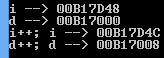 i --> 00B17D48
d --> 00B17000
i++; i --> 00B17D4C
d++; d --> 00B17008